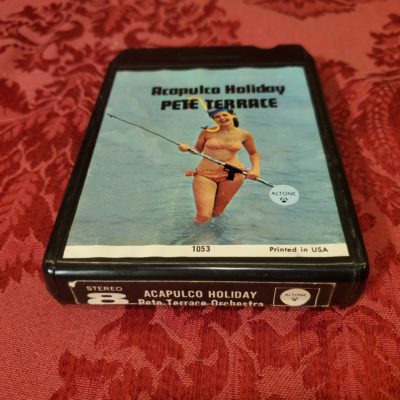 Acapulco Holiday
PETE TERRACE
ALTONE
1053 Printed in USA
STEREO
8
ACAPULCO HOLIDAY
Pete Terrace Orchestra
ALTONE